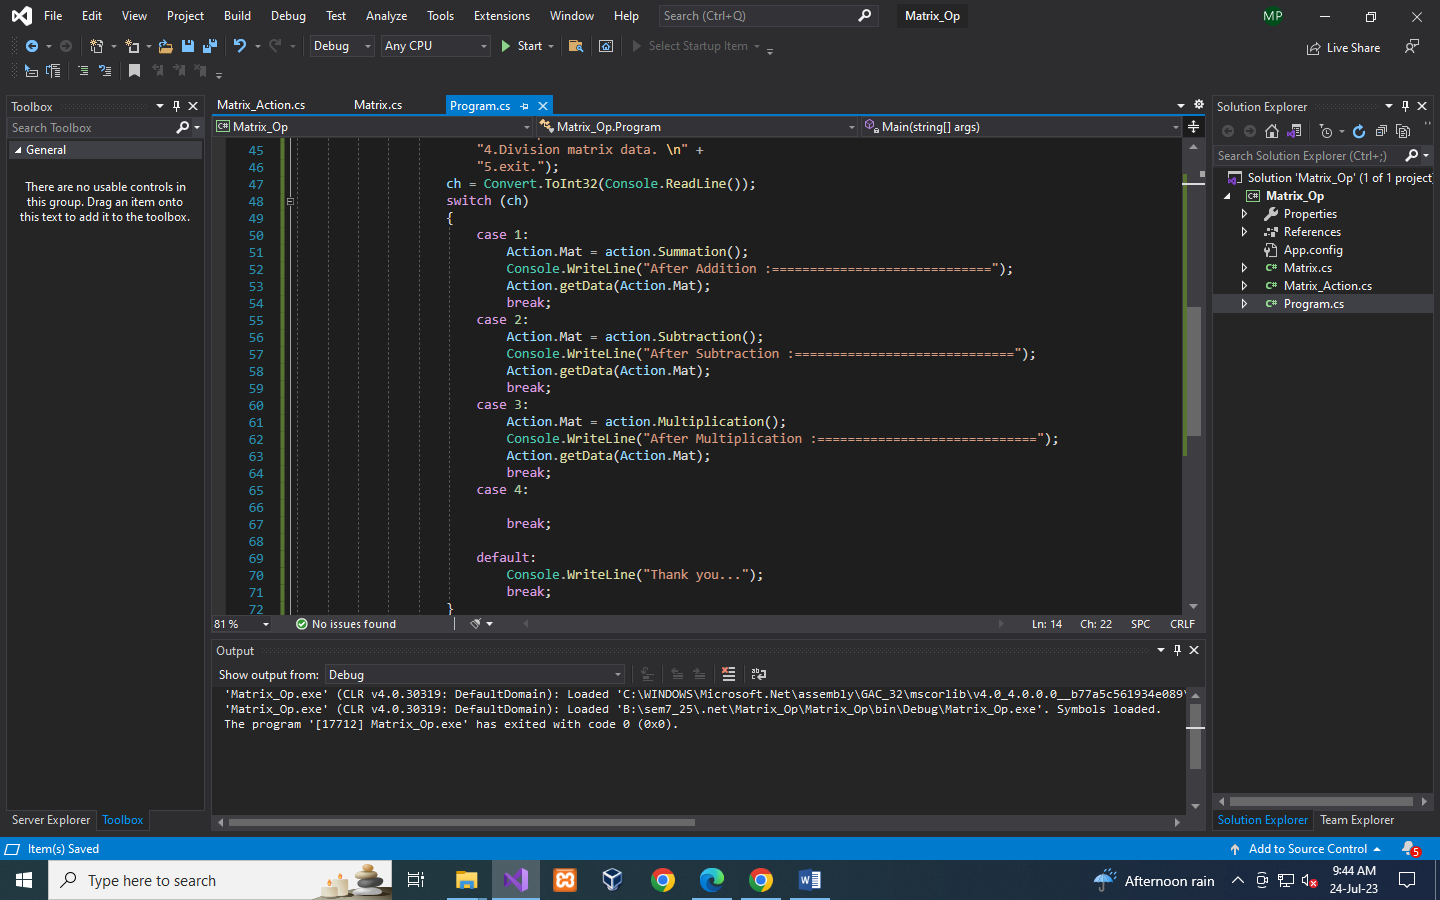 File Edit View Project Build Debug Test Analyze Tools Extensions Window Help Search (Ctrl+Q) Matrix_Op MP
Debug Any CPU Start Select Startup Item Live Share
Toolbox
Search Toolbox
General
There are no usable controls in
this group. Drag an item onto
this text to add it to the toolbox.
Server Explorer Toolbox
Matrix_Action.cs Matrix.cs Program.cs
Matrix_Op Matrix_Op.Program Main(string[] args)
45 "4.Division matrix data. \n" +
46 "5.exit.");
47 ch = Convert.ToInt32(Console.ReadLine());
48 switch (ch)
49 {
50 case 1:
51 Action.Mat = action.Summation();
52 Console.WriteLine("After Addition :=============================");
53 Action.getData(Action.Mat);
54 break;
55 case 2:
56 Action.Mat = action.Subtraction();
57 Console.WriteLine("After Subtraction :=============================");
58 Action.getData(Action.Mat);
59 break;
60 case 3:
61 Action.Mat = action.Multiplication();
62 Console.WriteLine("After Multiplication :=============================");
63 Action.getData(Action.Mat);
64 break;
65 case 4:
66
67 break;
68
69 default:
70 Console.WriteLine("Thank you...");
71 break;
72 }
81 % No issues found Ln: 14 Ch: 22 SPC CRLF
Output
Show output from: Debug
'Matrix_Op.exe' (CLR v4.0.30319: DefaultDomain): Loaded 'C:\WINDOWS\Microsoft.Net\assembly\GAC_32\mscorlib\v4.0_4.0.0.0__b77a5c561934e089\
'Matrix_Op.exe' (CLR v4.0.30319: DefaultDomain): Loaded 'B:\sem7_25\.net\Matrix_Op\Matrix_Op\bin\Debug\Matrix_Op.exe'. Symbols loaded.
The program '[17712] Matrix_Op.exe' has exited with code 0 (0x0).
Solution Explorer
Search Solution Explorer (Ctrl+;)
Solution 'Matrix_Op' (1 of 1 project
Matrix_Op
Properties
References
App.config
C# Matrix.cs
C# Matrix_Action.cs
C# Program.cs
Solution Explorer Team Explorer
Item(s) Saved Add to Source Control 5
Type here to search Afternoon rain 9:44 AM
24-Jul-23